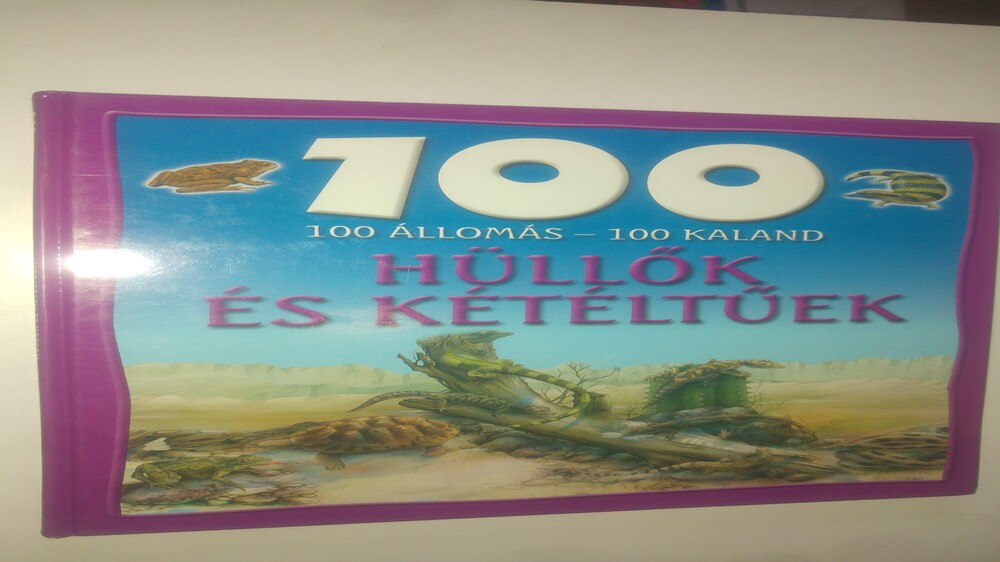 100
100 ÁLLOMÁS – 100 KALAND
HÜLLŐK
ÉS KÉTÉLTŰEK